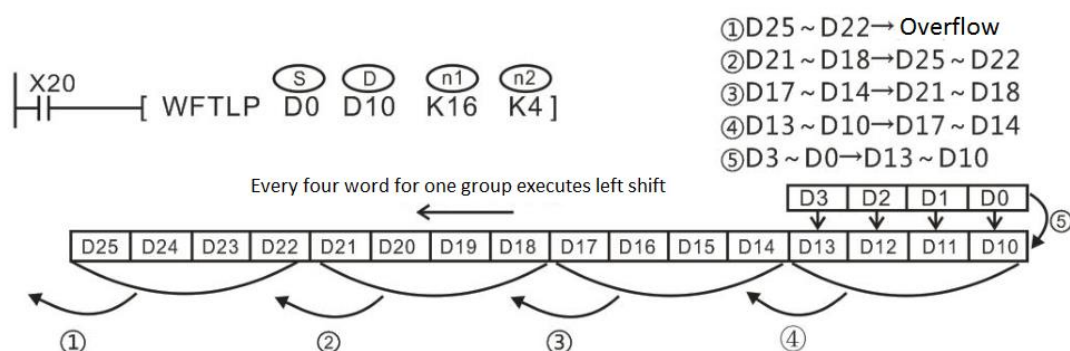 ①D25~D22→Overflow
②D21~D18→D25~D22
③D17~D14→D21~D18
④D13~D10→D17~D14
⑤D3~D0→D13~D10
X20
S D n1 n2
[ WFTLP D0 D10 K16 K4 ]
Every four word for one group executes left shift
D3 D2 D1 D0
⑤
D25 D24 D23 D22 D21 D20 D19 D18 D17 D16 D15 D14 D13 D12 D11 D10
① ② ③ ④